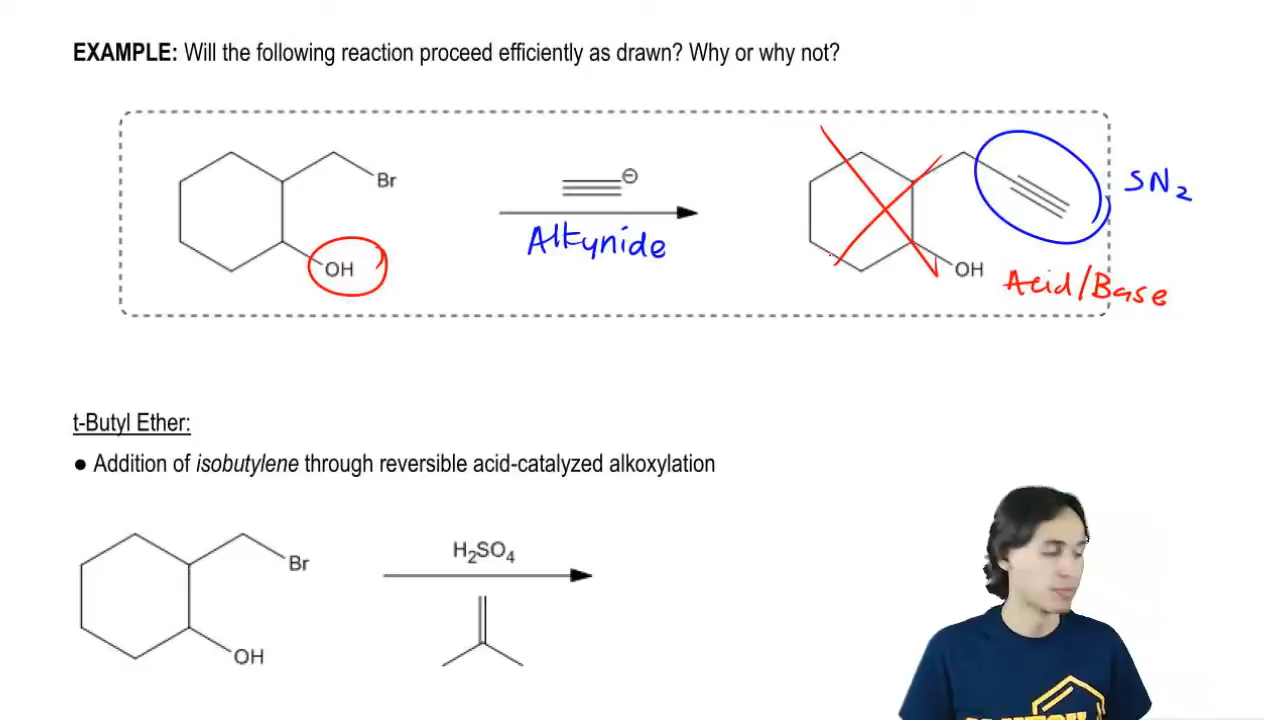 EXAMPLE: Will the following reaction proceed efficiently as drawn? Why or why not?
Br
OH
⊖
Alkynide
OH
SN2
Acid/Base
t-Butyl Ether:
● Addition of isobutylene through reversible acid-catalyzed alkoxylation
Br
OH
H2SO4